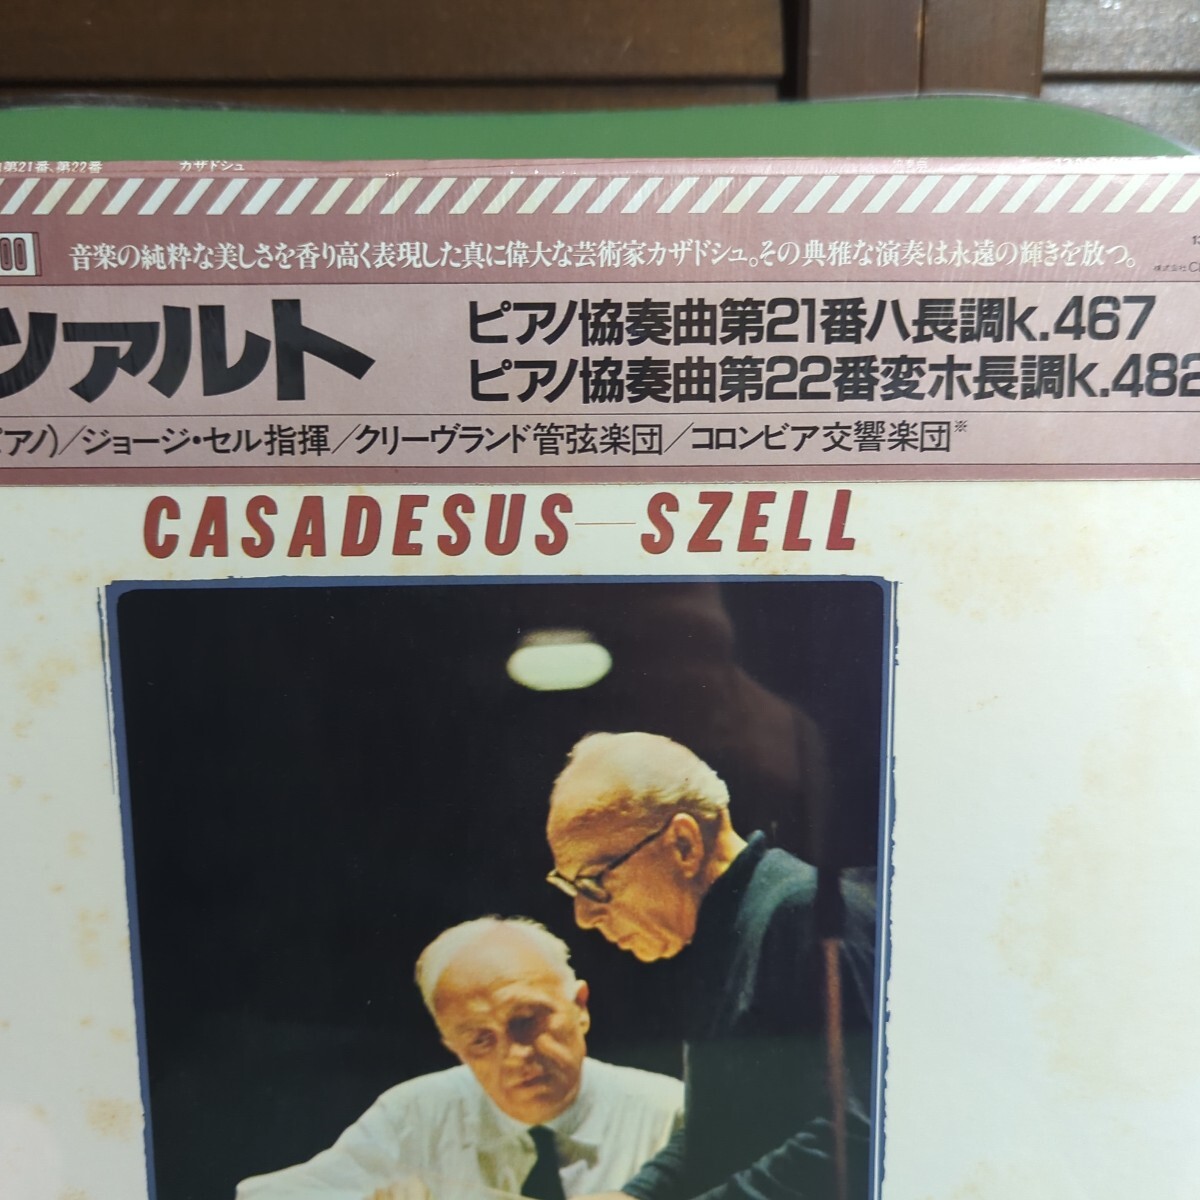 第21番、第22番 カザドシュ
00
音楽の純粋な美しさを香り高く表現した真に偉大な芸術家カザドシュ。その典雅な演奏は永遠の輝きを放つ。
株式会社
ツァルト
ピアノ協奏曲第21番ハ長調k.467
ピアノ協奏曲第22番変ホ長調k.482
ピアノ)/ジョージ・セル指揮/クリーヴランド管弦楽団/コロンビア交響楽団※
CASADESUS—SZELL